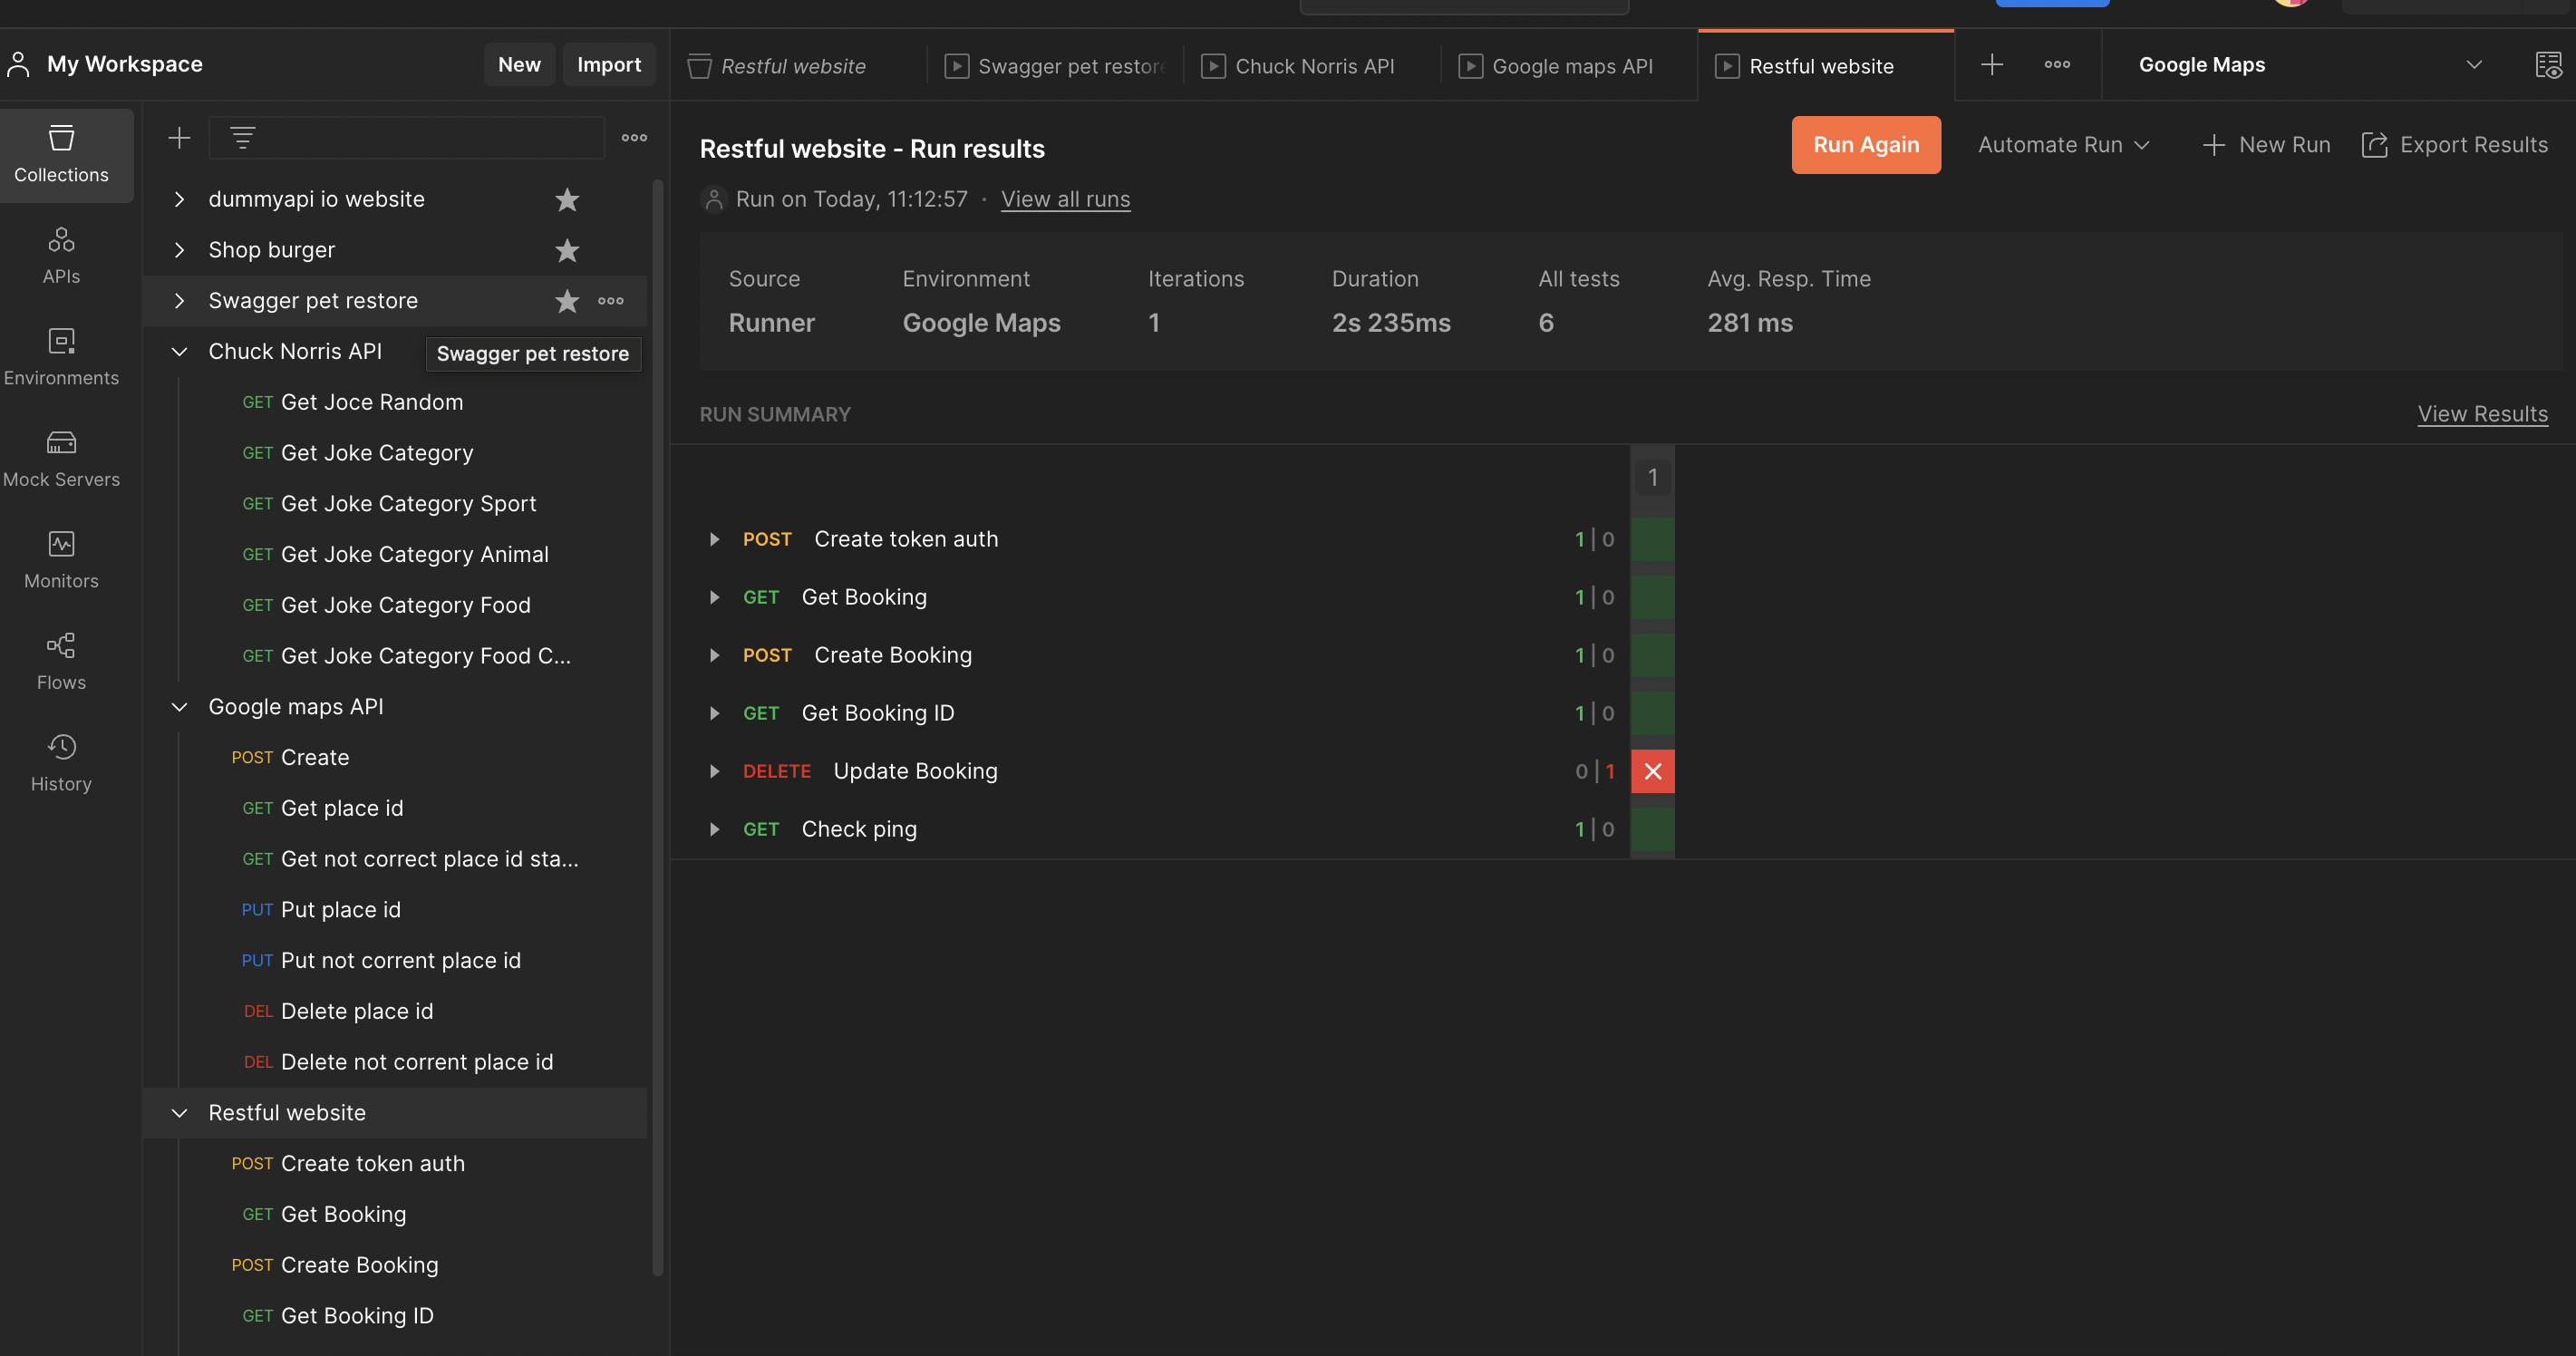 My Workspace
New
Import
Restful website
Swagger pet restore
Chuck Norris API
Google maps API
Restful website
Google Maps
Collections
APIs
Environments
Mock Servers
Monitors
Flows
History
dummyapi io website
Shop burger
Swagger pet restore
Chuck Norris API
Swagger pet restore
GET Get Joce Random
GET Get Joke Category
GET Get Joke Category Sport
GET Get Joke Category Animal
GET Get Joke Category Food
GET Get Joke Category Food C...
Google maps API
POST Create
GET Get place id
GET Get not correct place id sta...
PUT Put place id
PUT Put not corrent place id
DEL Delete place id
DEL Delete not corrent place id
Restful website
POST Create token auth
GET Get Booking
POST Create Booking
GET Get Booking ID
Restful website - Run results
Run Again
Automate Run
New Run
Export Results
Run on Today, 11:12:57 · View all runs
Source Environment Iterations Duration All tests Avg. Resp. Time
Runner Google Maps 1 2s 235ms 6 281 ms
RUN SUMMARY
View Results
1
POST Create token auth 1 | 0
GET Get Booking 1 | 0
POST Create Booking 1 | 0
GET Get Booking ID 1 | 0
DELETE Update Booking 0 | 1
GET Check ping 1 | 0